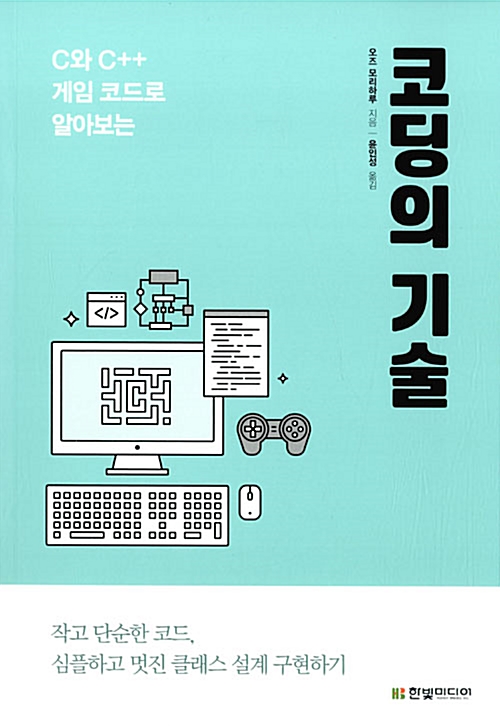 C와 C++
게임 코드로
알아보는
코딩의 기술
오즈 모리하루 지음 | 윤인성 옮김
</>
C
작고 단순한 코드,
심플하고 멋진 클래스 설계 구현하기
HB 한빛미디어